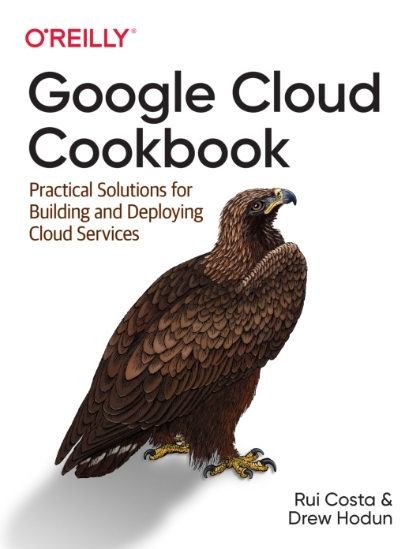 O'REILLY®
Google Cloud
Cookbook
Practical Solutions for
Building and Deploying
Cloud Services
Rui Costa &
Drew Hodun